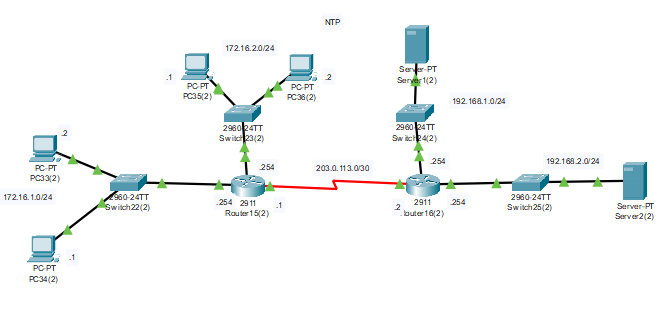 NTP
172.16.2.0/24
.1
PC-PT
PC35(2)
.2
PC-PT
PC36(2)
Server-PT
Server1(2)
192.168.1.0/24
2960-24TT
Switch23(2)
2960-24TT
Switch24(2)
.2
PC-PT
PC33(2)
.254
203.0.113.0/30
.254
192.168.2.0/24
172.16.1.0/24
2960-24TT
Switch22(2)
.254
2911
Router15(2)
.1
.2
2911
Router16(2)
.254
2960-24TT
Switch25(2)
Server-PT
Server2(2)
.1
PC-PT
PC34(2)